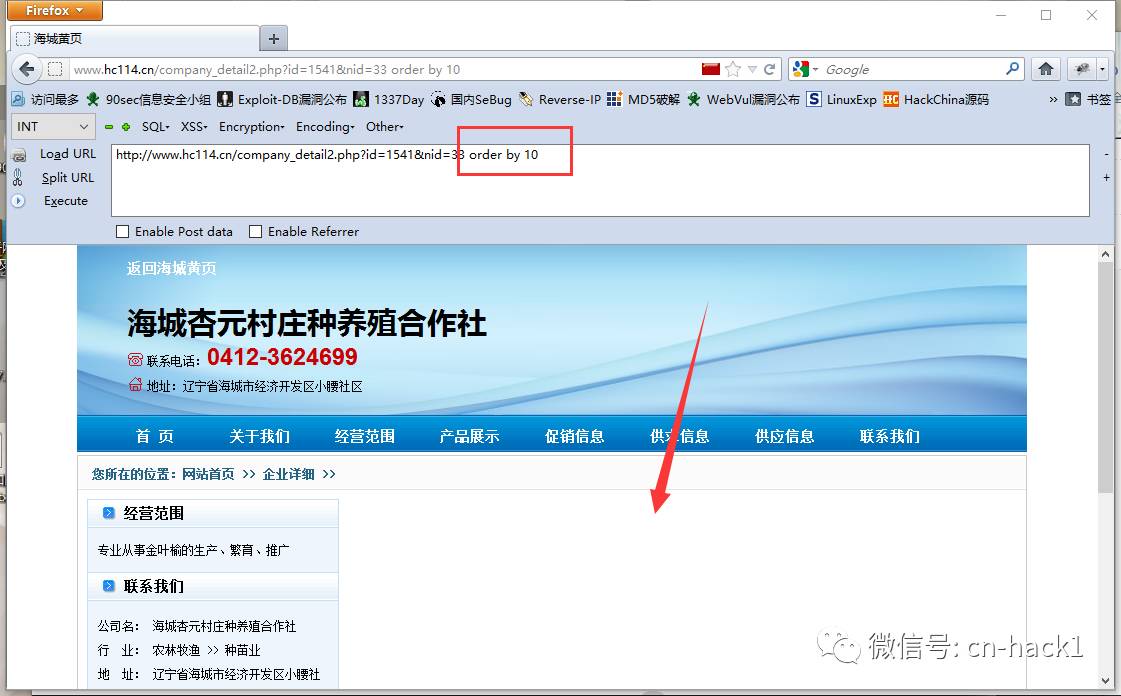 Firefox
海城黄页
www.hc114.cn/company_detail2.php?id=1541&nid=33 order by 10
Google
访问最多 90sec信息安全小组 Exploit-DB漏洞公布 1337Day 国内SeBug Reverse-IP MD5破解 WebVul漏洞公布 LinuxExp HackChina源码 » 书签
INT SQL- XSS- Encryption- Encoding- Other-
Load URL http://www.hc114.cn/company_detail2.php?id=1541&nid=33 order by 10
Split URL
Execute
Enable Post data Enable Referrer
返回海城黄页
海城杏元村庄种养殖合作社
联系电话：0412-3624699
地址：辽宁省海城市经济开发区小腰社区
首 页 关于我们 经营范围 产品展示 促销信息 供求信息 供应信息 联系我们
您所在的位置：网站首页 >> 企业详细 >>
经营范围
专业从事金叶榆的生产、繁育、推广
联系我们
公司名： 海城杏元村庄种养殖合作社
行 业： 农林牧渔 >> 种苗业
地 址： 辽宁省海城市经济开发区小腰社
微信号: cn-hack1